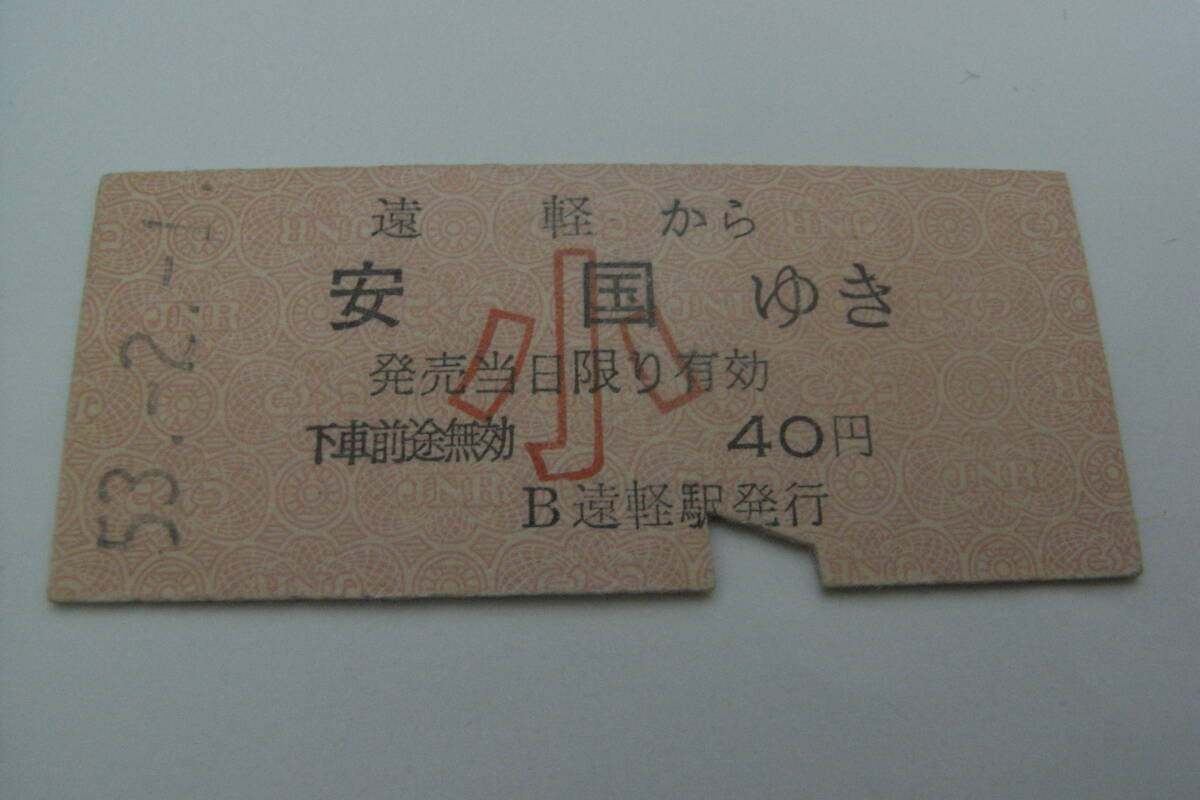 遠軽から
安国ゆき
小
発売当日限り有効
下車前途無効 40円
B遠軽駅発行
53.-2.-1.